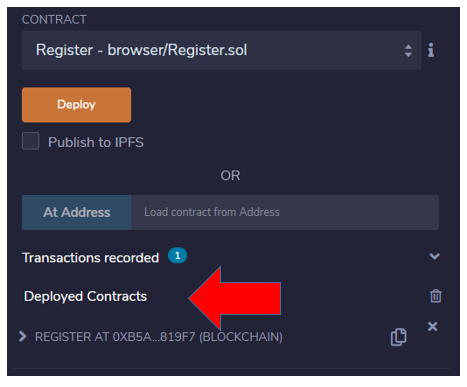 CONTRACT
Register - browser/Register.sol
Deploy
Publish to IPFS
OR
At Address
Load contract from Address
Transactions recorded 1
Deployed Contracts
REGISTER AT 0XB5A...819F7 (BLOCKCHAIN)